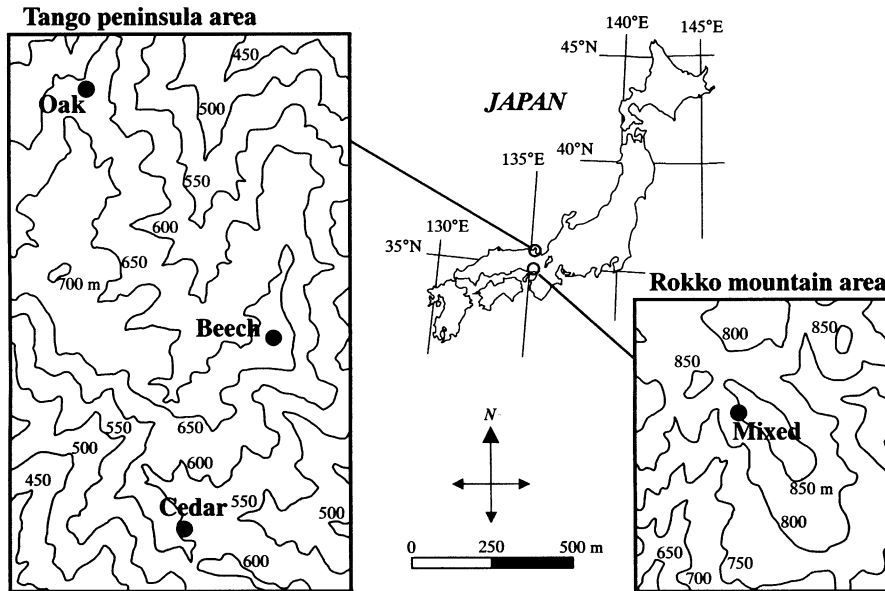 Tango peninsula area
450
Oak
500
550
600
650
700 m
Beech
550
650
500
600
450
Cedar
550
500
600
JAPAN
140°E
145°E
45°N
40°N
135°E
130°E
35°N
N
0 250 500 m
Rokko mountain area
800
850
850
Mixed
850 m
800
650
750
700